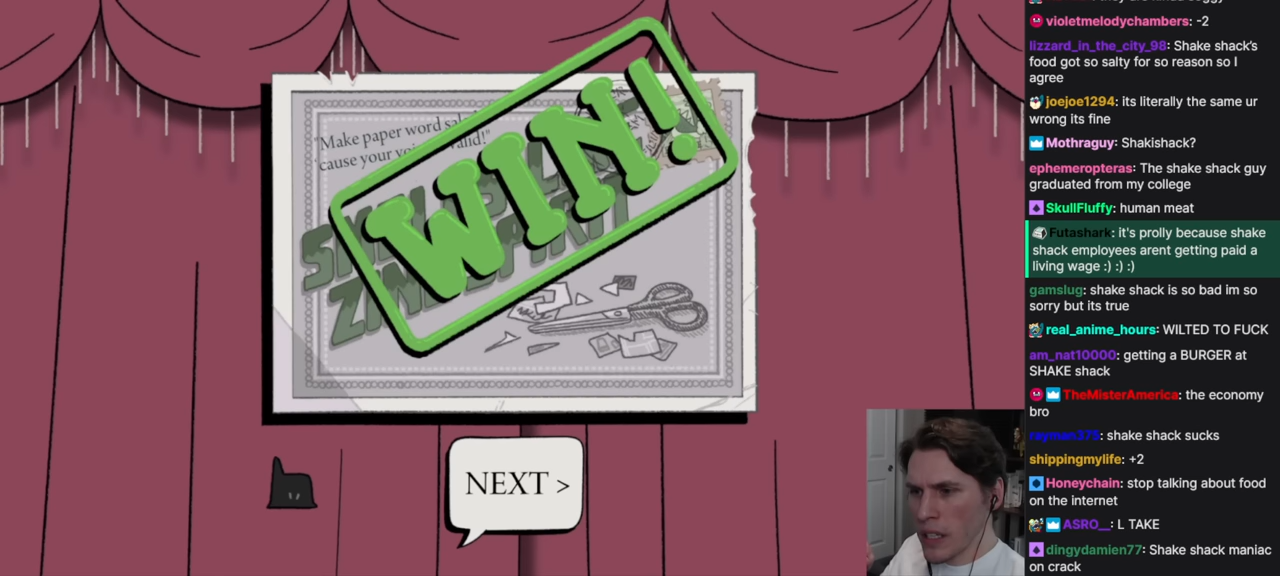 "Make paper word
cause your
WIN!
NEXT >
violetmelodychambers: -2
lizzard_in_the_city_98: Shake shack's
food got so salty for so reason so I
agree
joejoe1294: its literally the same ur
wrong its fine
Mothraguy: Shakishack?
ephemeropteras: The shake shack guy
graduated from my college
SkullFluffy: human meat
Futashark: it's prolly because shake
shack employees arent getting paid a
living wage :) :) :)
gamslug: shake shack is so bad im so
sorry but its true
real_anime_hours: WILTED TO FUCK
am_nat10000: getting a BURGER at
SHAKE shack
TheMisterAmerica: the economy
bro
rayman375: shake shack sucks
shippingmylife: +2
Honeychain: stop talking about food
on the internet
ASRO__: L TAKE
dingydamien77: Shake shack maniac
on crack